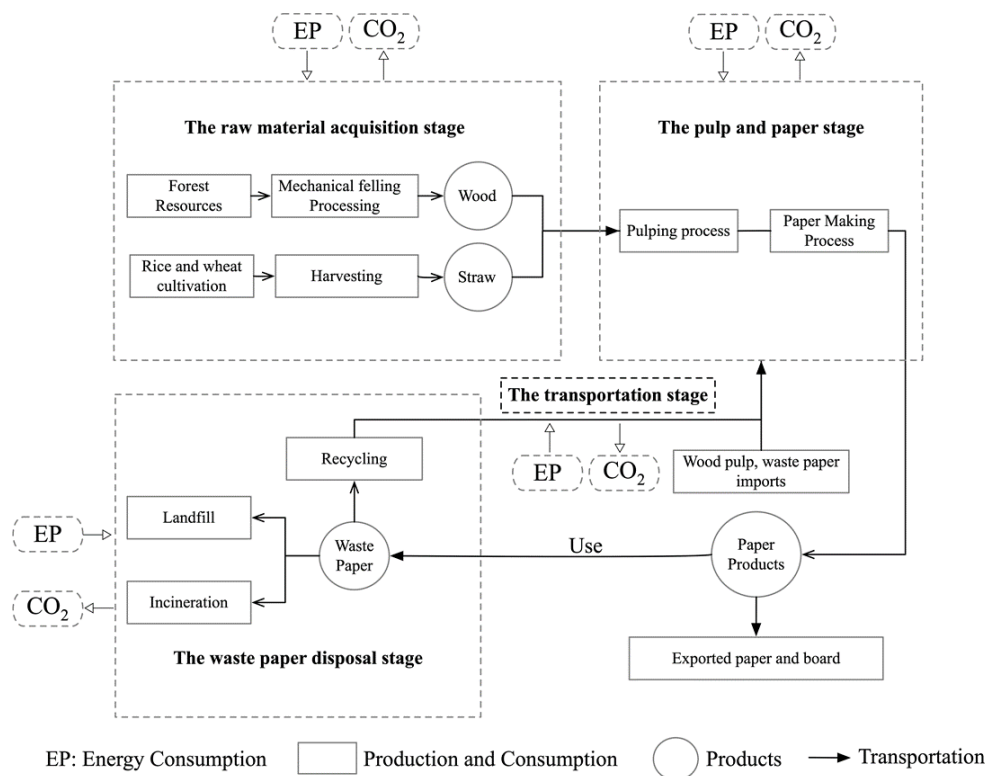 EP
CO2
EP
CO2
The raw material acquisition stage
Forest
Resources
Mechanical felling
Processing
Wood
Rice and wheat
cultivation
Harvesting
Straw
The pulp and paper stage
Pulping process
Paper Making
Process
The transportation stage
EP
CO2
Wood pulp, waste paper
imports
Recycling
Landfill
Incineration
Waste
Paper
EP
CO2
The waste paper disposal stage
Use
Paper
Products
Exported paper and board
EP: Energy Consumption
Production and Consumption
Products
Transportation